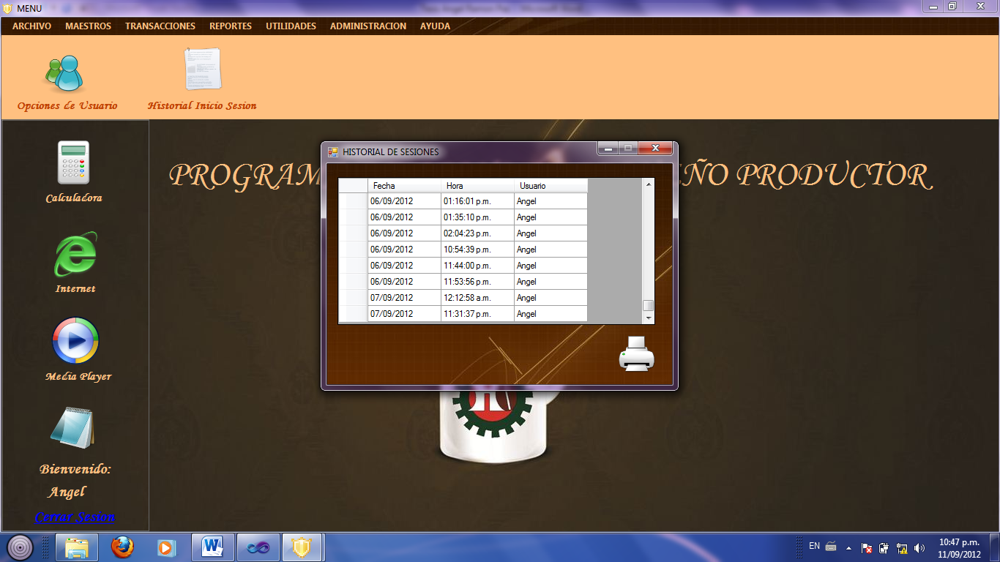 MENU
ARCHIVO MAESTROS TRANSACCIONES REPORTES UTILIDADES ADMINISTRACION AYUDA
Opciones de Usuario Historial Inicio Sesion
PROGRAM EÑO PRODUCTOR
Calculadora
Internet
Media Player
Bienvenido:
Angel
Cerrar Sesion
HISTORIAL DE SESIONES
Fecha Hora Usuario
06/09/2012 01:16:01 p.m. Angel
06/09/2012 01:35:10 p.m. Angel
06/09/2012 02:04:23 p.m. Angel
06/09/2012 10:54:39 p.m. Angel
06/09/2012 11:44:00 p.m. Angel
06/09/2012 11:53:56 p.m. Angel
07/09/2012 12:12:58 a.m. Angel
07/09/2012 11:31:37 p.m. Angel
EN
10:47 p.m.
11/09/2012